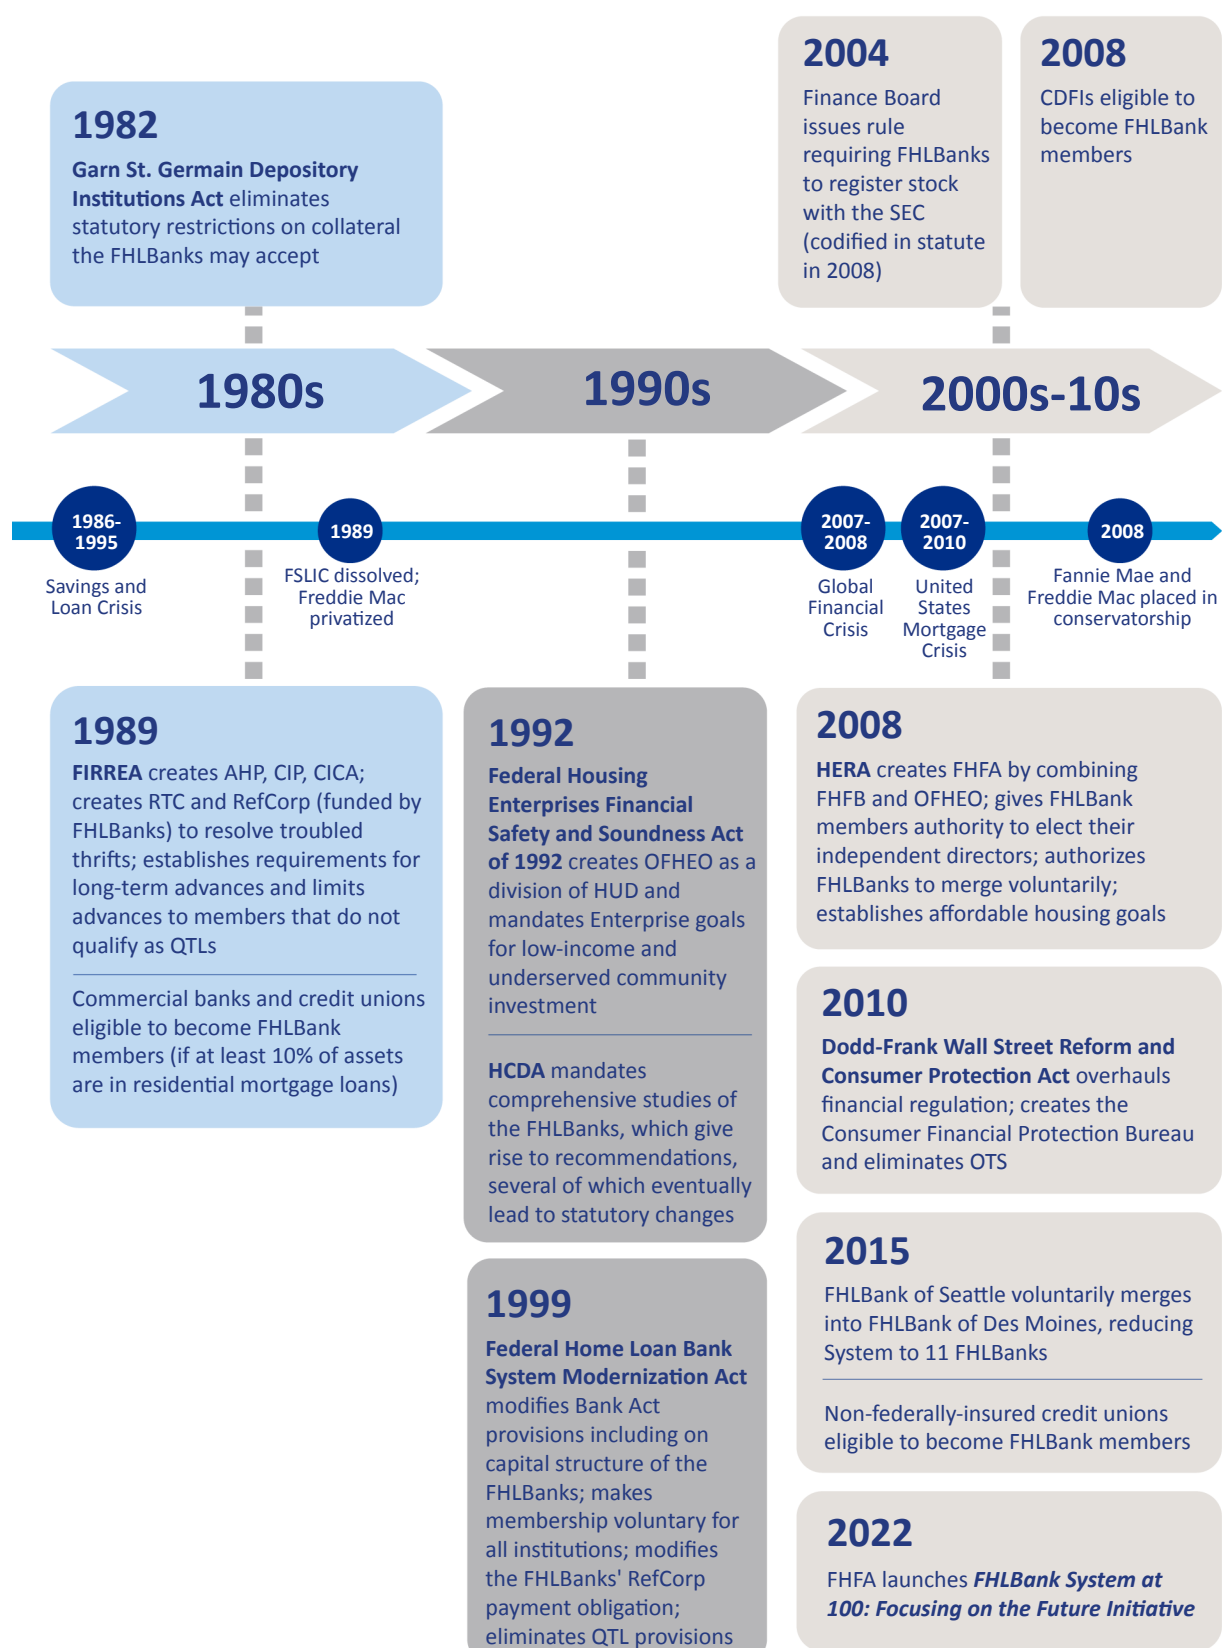 1982
Garn St. Germain Depository
Institutions Act eliminates
statutory restrictions on collateral
the FHLBanks may accept
2004
Finance Board
issues rule
requiring FHLBanks
to register stock
with the SEC
(codified in statute
in 2008)
2008
CDFIs eligible to
become FHLBank
members
1980s
1990s
2000s-10s
1986-
1995
Savings and
Loan Crisis
1989
FSLIC dissolved;
Freddie Mac
privatized
2007-
2008
Global
Financial
Crisis
2007-
2010
United
States
Mortgage
Crisis
2008
Fannie Mae and
Freddie Mac placed in
conservatorship
1989
FIRREA creates AHP, CIP, CICA;
creates RTC and RefCorp (funded by
FHLBanks) to resolve troubled
thrifts; establishes requirements for
long-term advances and limits
advances to members that do not
qualify as QTLs
Commercial banks and credit unions
eligible to become FHLBank
members (if at least 10% of assets
are in residential mortgage loans)
1992
Federal Housing
Enterprises Financial
Safety and Soundness Act
of 1992 creates OFHEO as a
division of HUD and
mandates Enterprise goals
for low-income and
underserved community
investment
HCDA mandates
comprehensive studies of
the FHLBanks, which give
rise to recommendations,
several of which eventually
lead to statutory changes
1999
Federal Home Loan Bank
System Modernization Act
modifies Bank Act
provisions including on
capital structure of the
FHLBanks; makes
membership voluntary for
all institutions; modifies
the FHLBanks' RefCorp
payment obligation;
eliminates QTL provisions
2008
HERA creates FHFA by combining
FHFB and OFHEO; gives FHLBank
members authority to elect their
independent directors; authorizes
FHLBanks to merge voluntarily;
establishes affordable housing goals
2010
Dodd-Frank Wall Street Reform and
Consumer Protection Act overhauls
financial regulation; creates the
Consumer Financial Protection Bureau
and eliminates OTS
2015
FHLBank of Seattle voluntarily merges
into FHLBank of Des Moines, reducing
System to 11 FHLBanks
Non-federally-insured credit unions
eligible to become FHLBank members
2022
FHFA launches FHLBank System at
100: Focusing on the Future Initiative